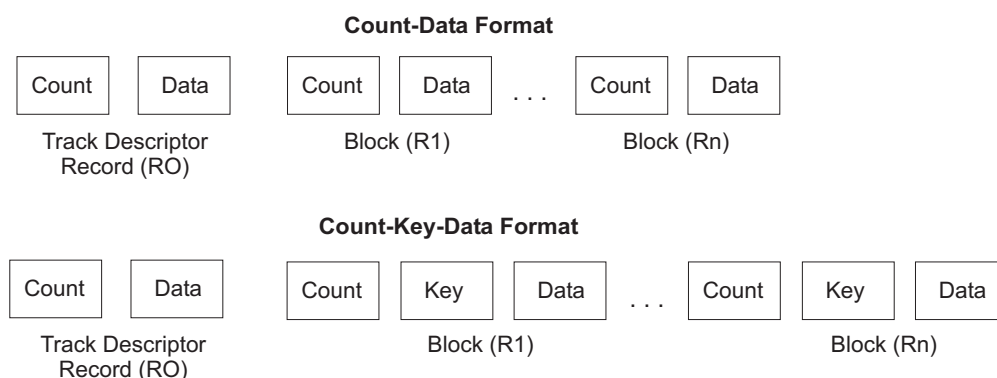 Count-Data Format
Count Data Count Data . . . Count Data
Track Descriptor
Record (RO)
Block (R1)
Block (Rn)
Count-Key-Data Format
Count Data Count Key Data . . . Count Key Data
Track Descriptor
Record (RO)
Block (R1)
Block (Rn)